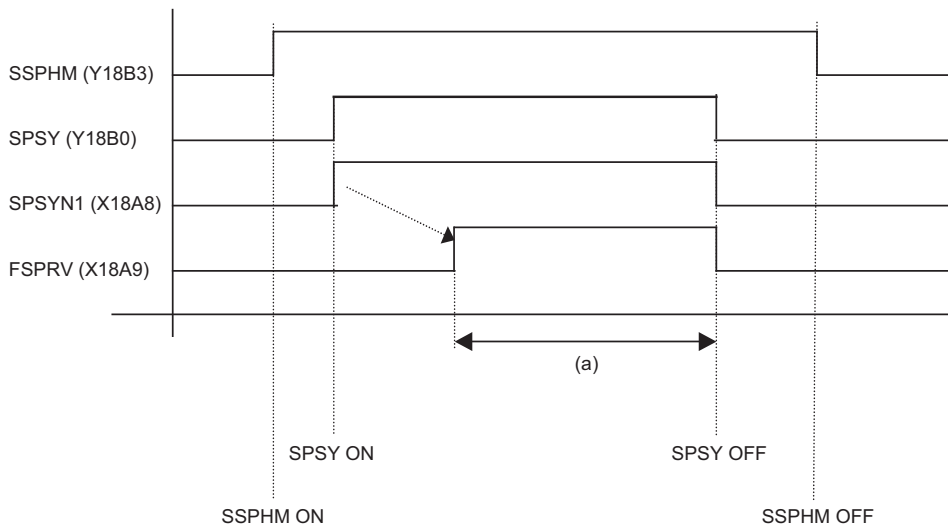 SSPHM (Y18B3)
SPSY (Y18B0)
SPSYN1 (X18A8)
FSPRV (X18A9)
(a)
SPSY ON
SPSY OFF
SSPHM ON
SSPHM OFF